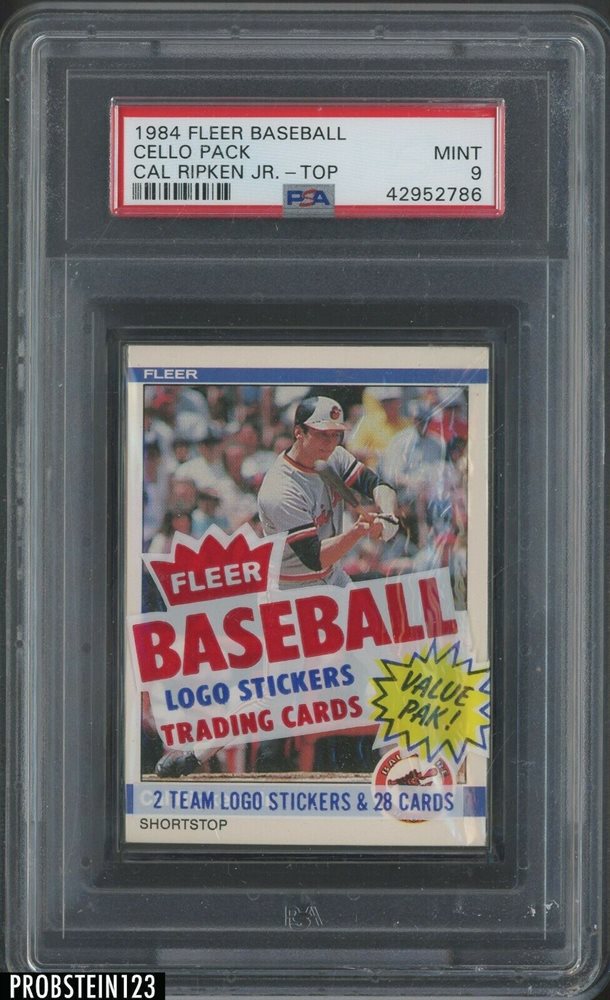 1984 FLEER BASEBALL
CELLO PACK MINT
CAL RIPKEN JR. – TOP 9
PSA 42952786
FLEER
FLEER
BASEBALL
LOGO STICKERS
TRADING CARDS
VALUE
PAK!
2 TEAM LOGO STICKERS & 28 CARDS
SHORTSTOP
PSA
PROBSTEIN123